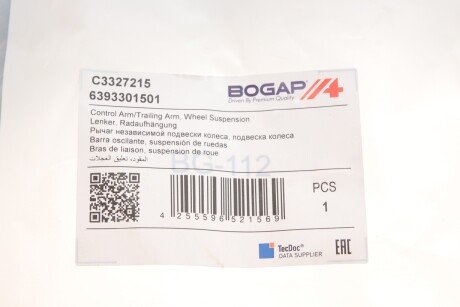 C3327215
6393301501
BOGAP
Driven By Premium Quality
Control Arm/Trailing Arm, Wheel Suspension
Lenker, Radaufhängung
Рычаг независимой подвески колеса, подвеска колеса
Barra oscilante, suspensión de ruedas
Bras de liaison, suspension de roue
المقود، تعليق العجلات
BG-112
4 255596 521569
PCS
1
TecDoc
DATA SUPPLIER
EAC